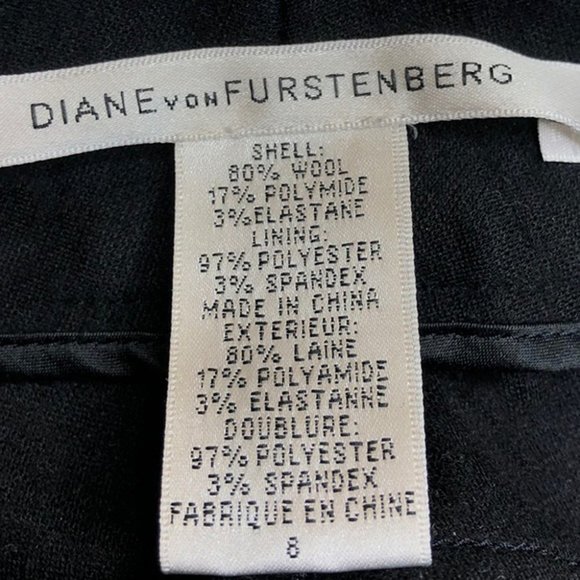 DIANE VON FURSTENBERG
SHELL:
80% WOOL
17% POLYMIDE
3%ELASTANE
LINING:
97% POLYESTER
3% SPANDEX
MADE IN CHINA
EXTERIEUR:
80% LAINE
17% POLYAMIDE
3% ELASTANNE
DOUBLURE:
97% POLYESTER
3% SPANDEX
FABRIQUE EN CHINE
8